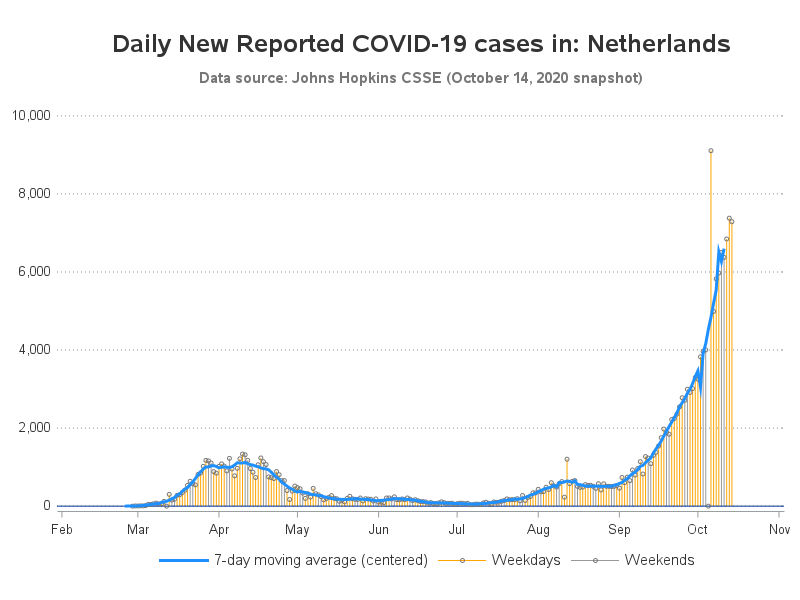 Daily New Reported COVID-19 cases in: Netherlands
Data source: Johns Hopkins CSSE (October 14, 2020 snapshot)
10,000
8,000
6,000
4,000
2,000
0
Feb Mar Apr May Jun Jul Aug Sep Oct Nov
7-day moving average (centered) Weekdays Weekends